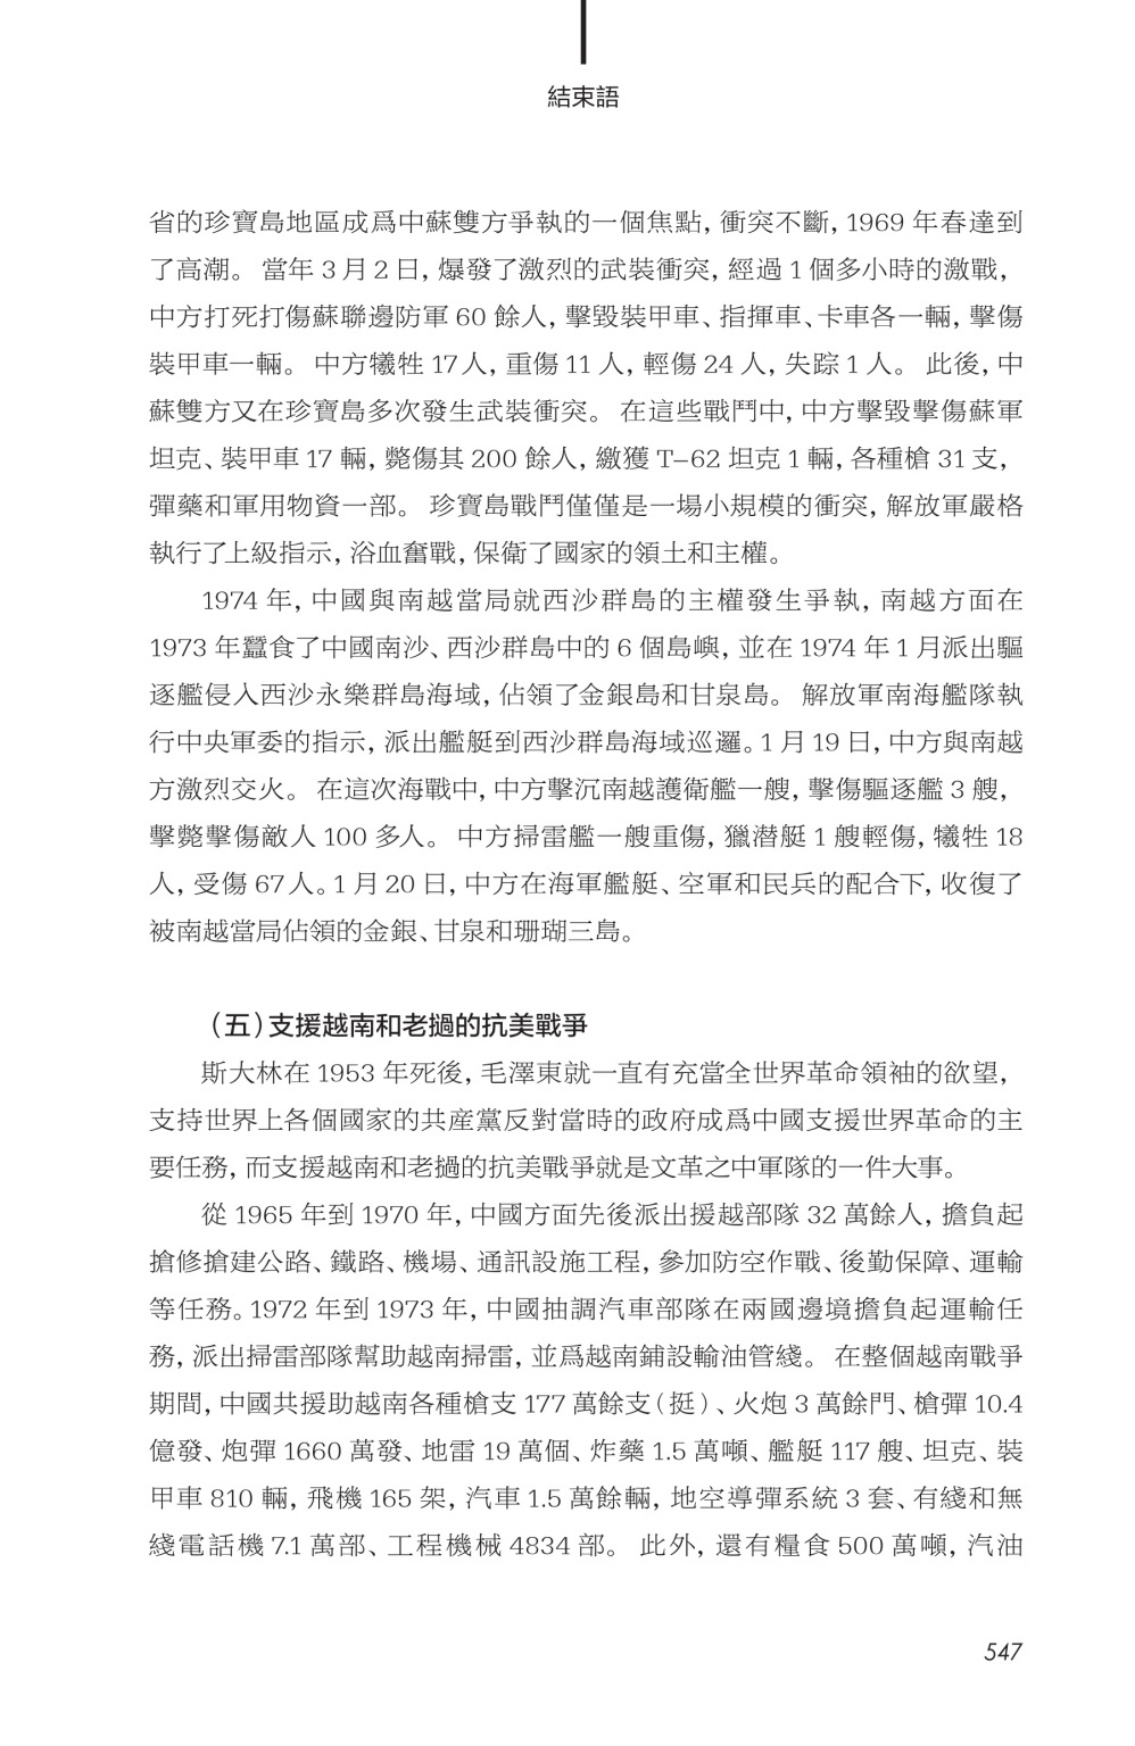 結束語
省的珍寶島地區成爲中蘇雙方爭執的一個焦點, 衝突不斷, 1969 年春達到
了高潮。 當年 3 月 2 日, 爆發了激烈的武裝衝突, 經過 1 個多小時的激戰,
中方打死打傷蘇聯邊防軍 60 餘人, 擊毀裝甲車、指揮車、卡車各一輛, 擊傷
裝甲車一輛。 中方犧牲 17人, 重傷 11 人, 輕傷 24 人, 失踪 1 人。 此後, 中
蘇雙方又在珍寶島多次發生武裝衝突。 在這些戰鬥中, 中方擊毀擊傷蘇軍
坦克、裝甲車 17 輛, 斃傷其 200 餘人, 繳獲 T–62 坦克 1 輛, 各種槍 31 支,
彈藥和軍用物資一部。 珍寶島戰鬥僅僅是一場小規模的衝突, 解放軍嚴格
執行了上級指示, 浴血奮戰, 保衛了國家的領土和主權。
1974 年, 中國與南越當局就西沙群島的主權發生爭執, 南越方面在
1973 年蠶食了中國南沙、西沙群島中的 6 個島嶼, 並在 1974 年 1 月派出驅
逐艦侵入西沙永樂群島海域, 佔領了金銀島和甘泉島。 解放軍南海艦隊執
行中央軍委的指示, 派出艦艇到西沙群島海域巡邏。1 月 19 日, 中方與南越
方激烈交火。 在這次海戰中, 中方擊沉南越護衛艦一艘, 擊傷驅逐艦 3 艘,
擊斃擊傷敵人 100 多人。 中方掃雷艦一艘重傷, 獵潛艇 1 艘輕傷, 犧牲 18
人, 受傷 67人。1 月 20 日, 中方在海軍艦艇、空軍和民兵的配合下, 收復了
被南越當局佔領的金銀、甘泉和珊瑚三島。
（五）支援越南和老撾的抗美戰爭
斯大林在 1953 年死後, 毛澤東就一直有充當全世界革命領袖的欲望,
支持世界上各個國家的共産黨反對當時的政府成爲中國支援世界革命的主
要任務, 而支援越南和老撾的抗美戰爭就是文革之中軍隊的一件大事。
從 1965 年到 1970 年, 中國方面先後派出援越部隊 32 萬餘人, 擔負起
搶修搶建公路、鐵路、機場、通訊設施工程, 參加防空作戰、後勤保障、運輸
等任務。1972 年到 1973 年, 中國抽調汽車部隊在兩國邊境擔負起運輸任
務, 派出掃雷部隊幫助越南掃雷, 並爲越南鋪設輸油管綫。 在整個越南戰爭
期間, 中國共援助越南各種槍支 177 萬餘支（挺）、火炮 3 萬餘門、槍彈 10.4
億發、炮彈 1660 萬發、地雷 19 萬個、炸藥 1.5 萬噸、艦艇 117 艘、坦克、裝
甲車 810 輛, 飛機 165 架, 汽車 1.5 萬餘輛, 地空導彈系統 3 套、有綫和無
綫電話機 7.1 萬部、工程機械 4834 部。 此外, 還有糧食 500 萬噸, 汽油
547